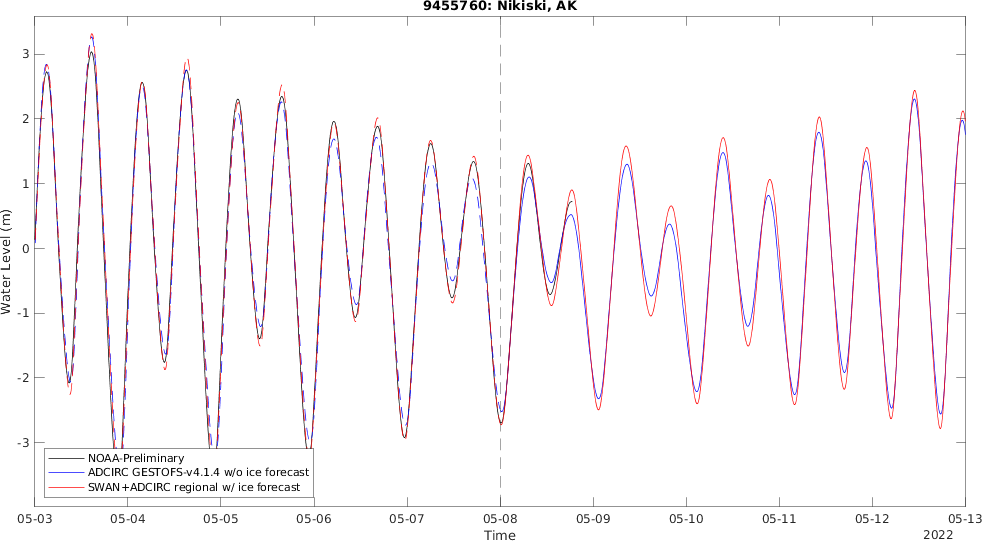 9455760: Nikiski, AK
3
2
1
0
-1
-2
-3
Water Level (m)
NOAA-Preliminary
ADCIRC GESTOFS-v4.1.4 w/o ice forecast
SWAN+ADCIRC regional w/ ice forecast
05-03 05-04 05-05 05-06 05-07 05-08 05-09 05-10 05-11 05-12 05-13
Time
2022